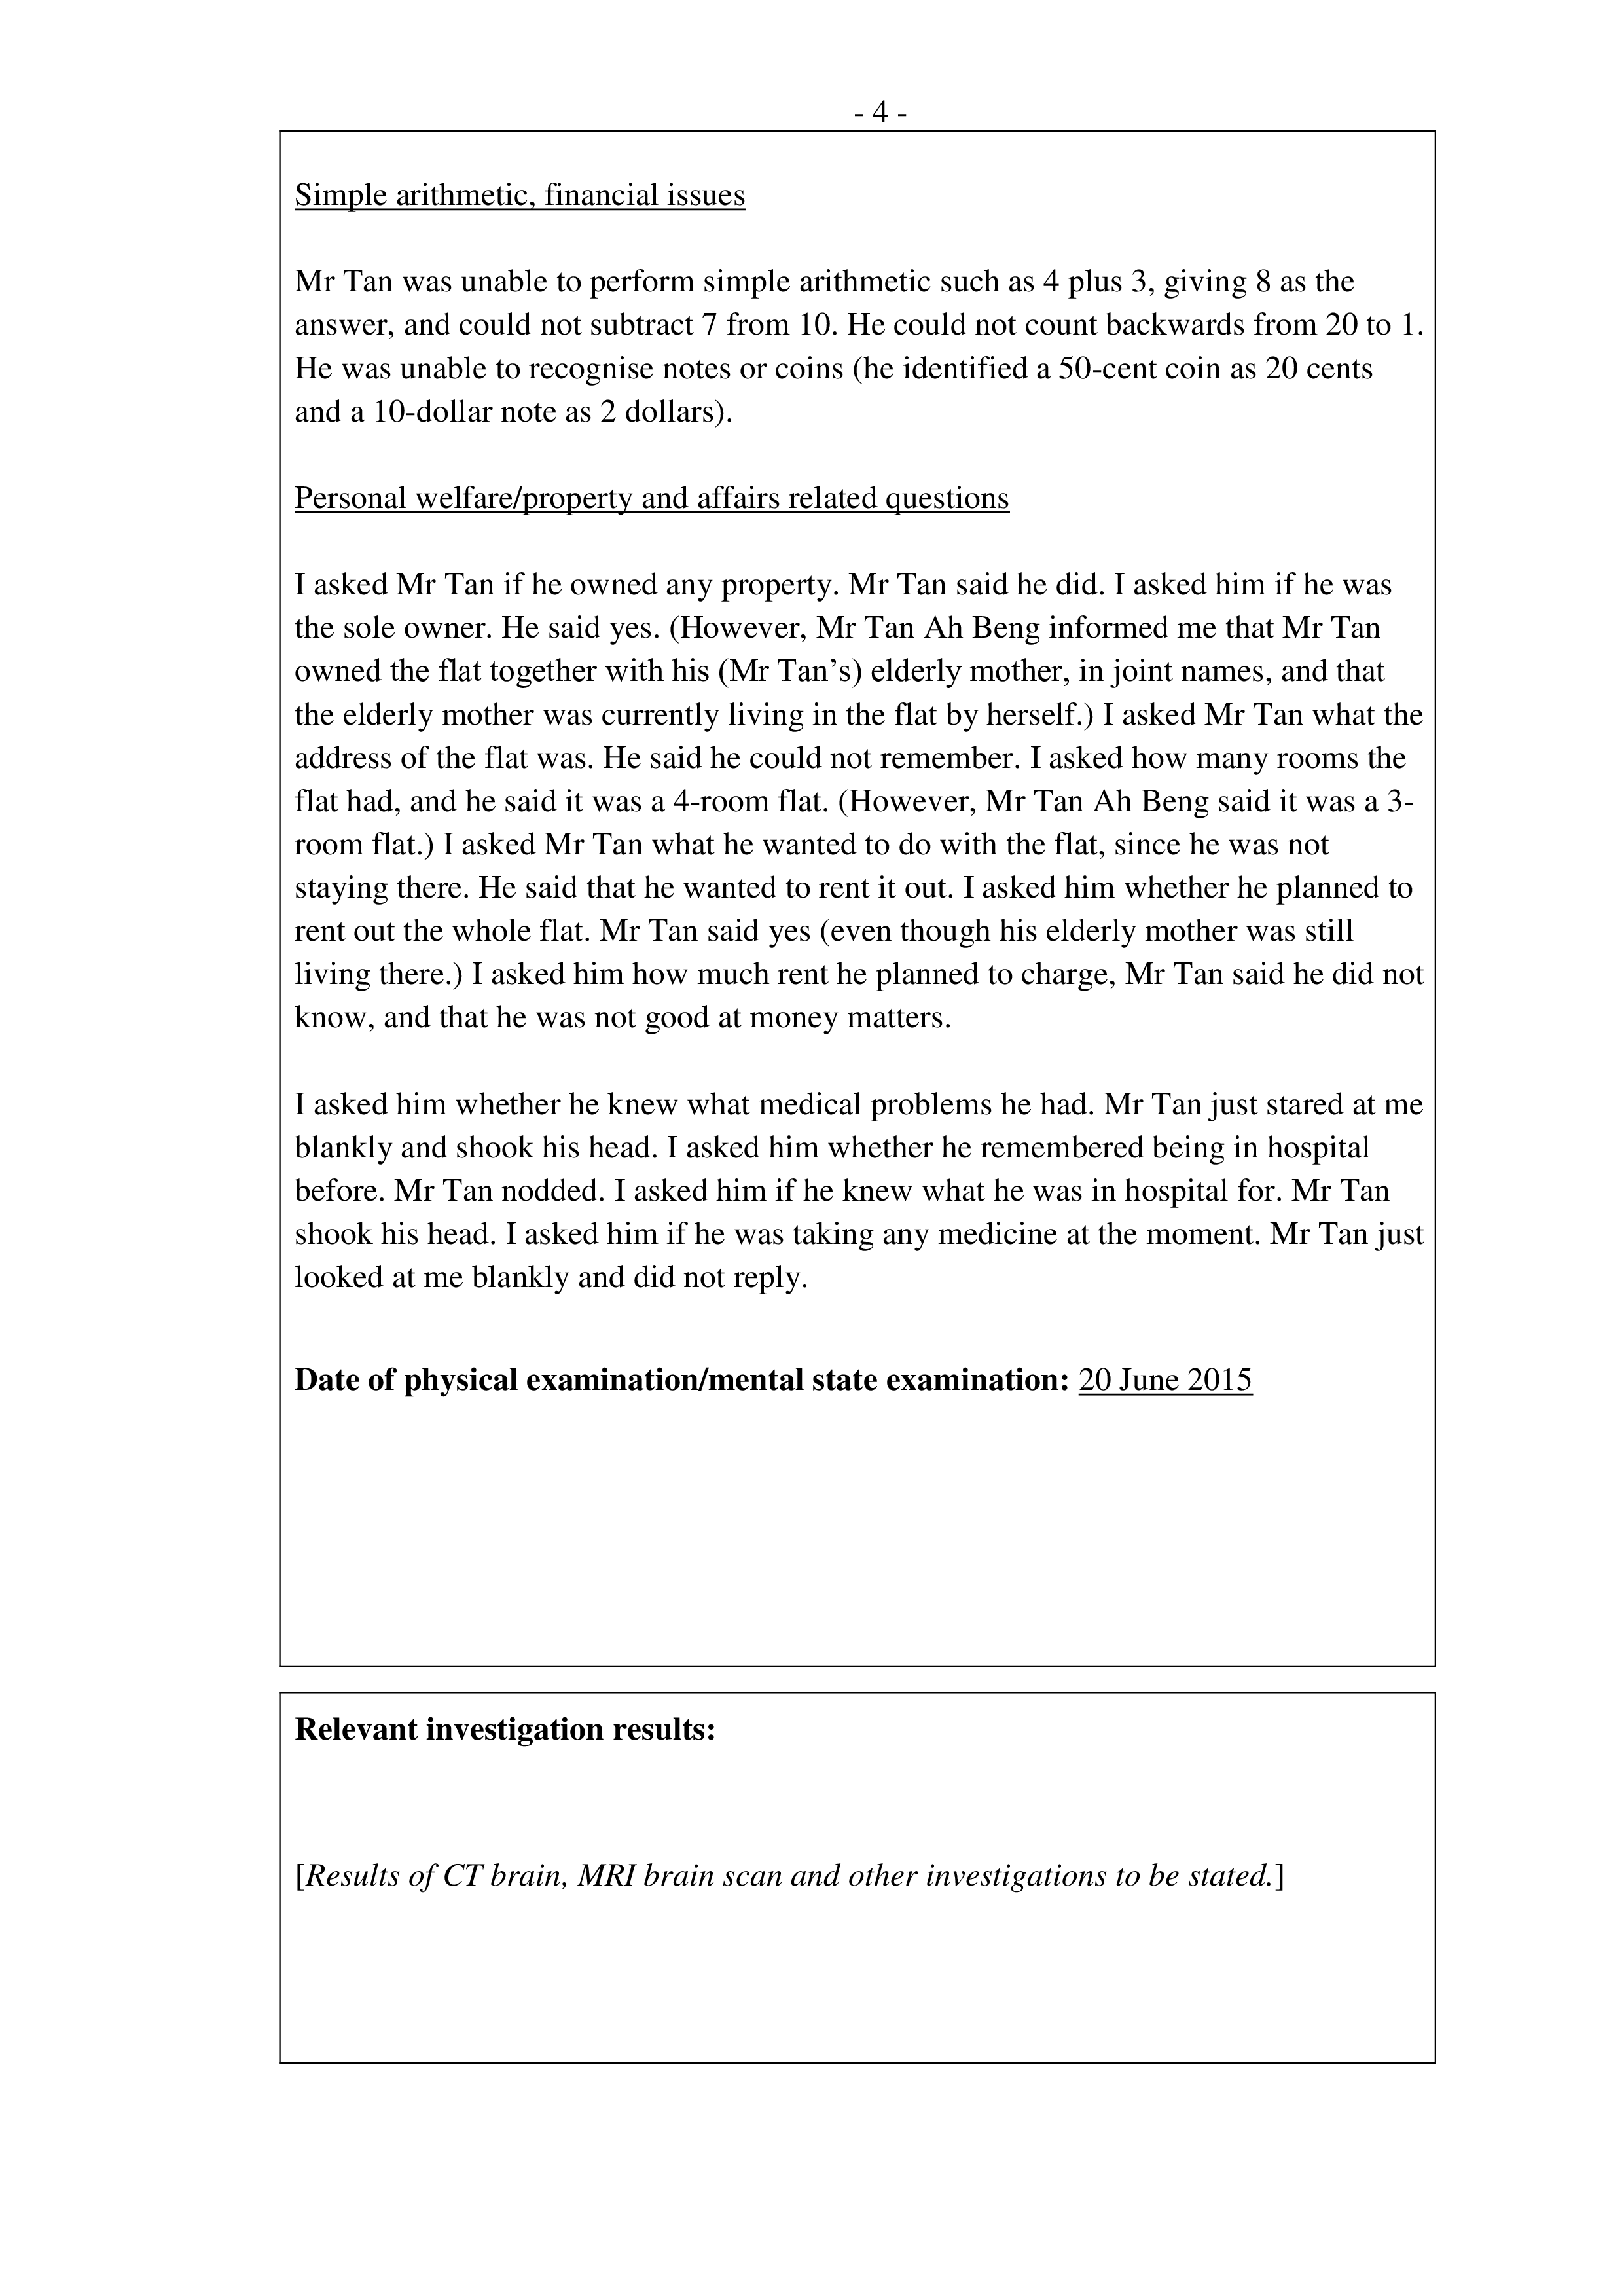 - 4 -
Simple arithmetic, financial issues
Mr Tan was unable to perform simple arithmetic such as 4 plus 3, giving 8 as the
answer, and could not subtract 7 from 10. He could not count backwards from 20 to 1.
He was unable to recognise notes or coins (he identified a 50-cent coin as 20 cents
and a 10-dollar note as 2 dollars).
Personal welfare/property and affairs related questions
I asked Mr Tan if he owned any property. Mr Tan said he did. I asked him if he was
the sole owner. He said yes. (However, Mr Tan Ah Beng informed me that Mr Tan
owned the flat together with his (Mr Tan’s) elderly mother, in joint names, and that
the elderly mother was currently living in the flat by herself.) I asked Mr Tan what the
address of the flat was. He said he could not remember. I asked how many rooms the
flat had, and he said it was a 4-room flat. (However, Mr Tan Ah Beng said it was a 3-
room flat.) I asked Mr Tan what he wanted to do with the flat, since he was not
staying there. He said that he wanted to rent it out. I asked him whether he planned to
rent out the whole flat. Mr Tan said yes (even though his elderly mother was still
living there.) I asked him how much rent he planned to charge, Mr Tan said he did not
know, and that he was not good at money matters.
I asked him whether he knew what medical problems he had. Mr Tan just stared at me
blankly and shook his head. I asked him whether he remembered being in hospital
before. Mr Tan nodded. I asked him if he knew what he was in hospital for. Mr Tan
shook his head. I asked him if he was taking any medicine at the moment. Mr Tan just
looked at me blankly and did not reply.
Date of physical examination/mental state examination: 20 June 2015
Relevant investigation results:
[Results of CT brain, MRI brain scan and other investigations to be stated.]